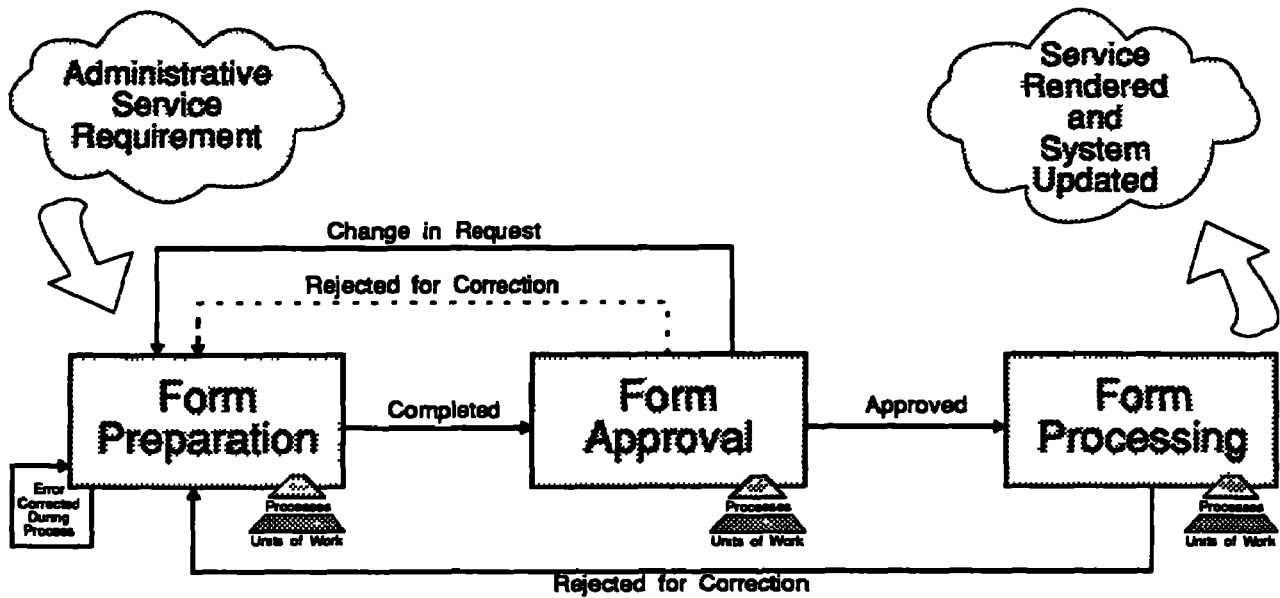 Administrative
Service
Requirement
Service
Rendered
and
System
Updated
Change in Request
Rejected for Correction
Form
Preparation
Completed
Form
Approval
Approved
Form
Processing
Error
Corrected
During
Process
Processes
Units of Work
Processes
Units of Work
Processes
Units of Work
Rejected for Correction